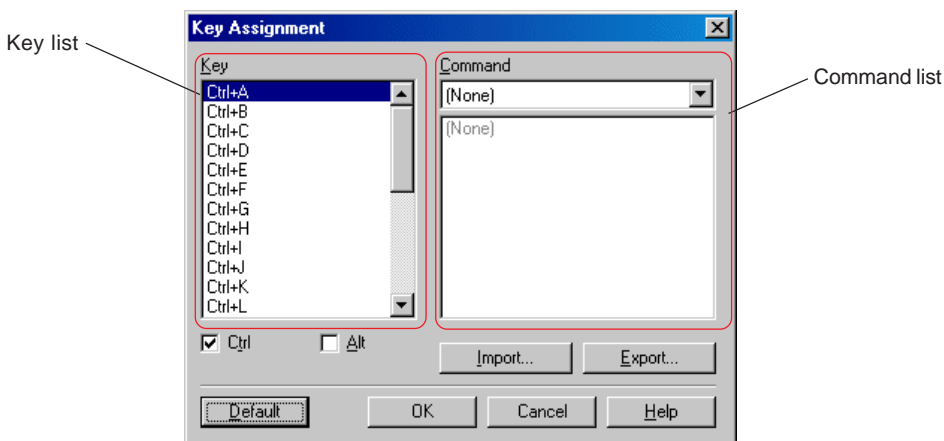 Key Assignment
Key list
Command list
Key
Ctrl+A
Ctrl+B
Ctrl+C
Ctrl+D
Ctrl+E
Ctrl+F
Ctrl+G
Ctrl+H
Ctrl+I
Ctrl+J
Ctrl+K
Ctrl+L
Command
(None)
(None)
Ctrl
Alt
Import...
Export...
Default
OK
Cancel
Help